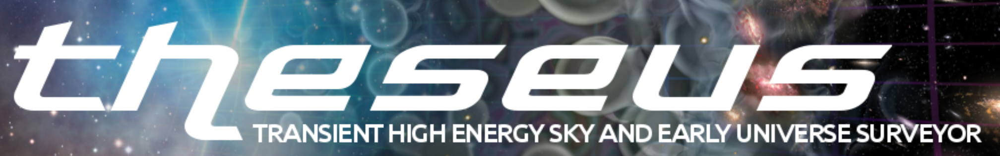 theseus
TRANSIENT HIGH ENERGY SKY AND EARLY UNIVERSE SURVEYOR